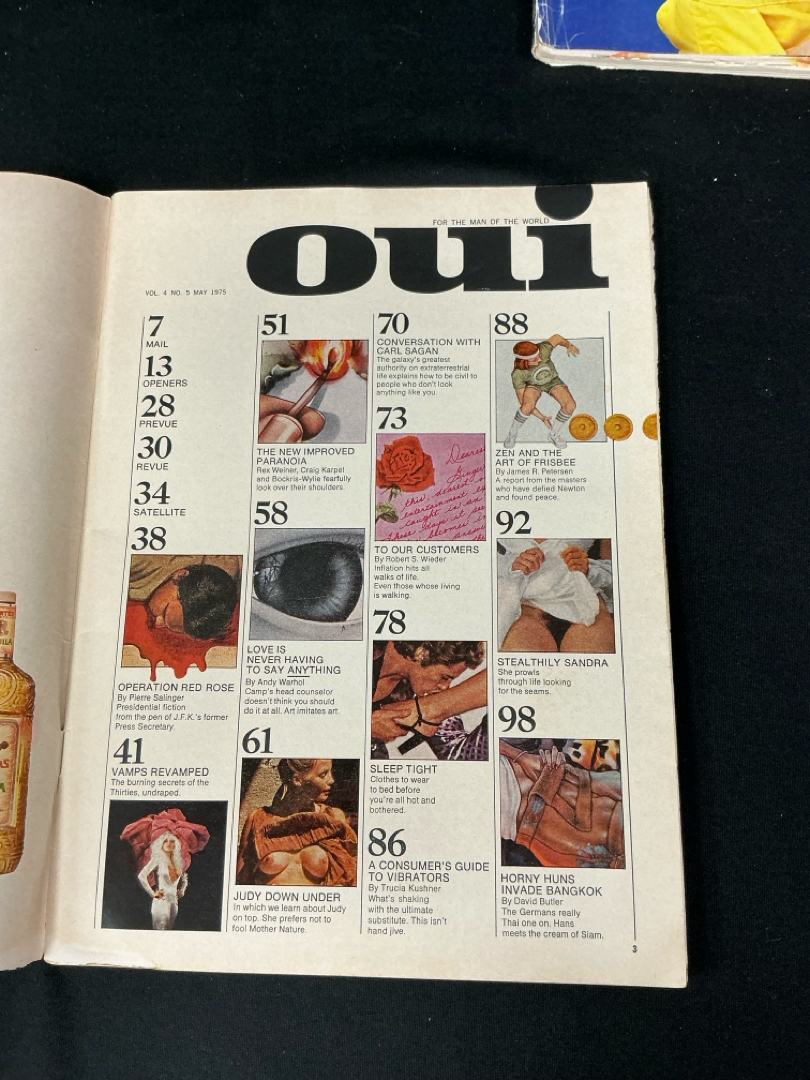 FOR THE MAN OF THE WORLD
oui
VOL. 4 NO. 5 MAY 1975
7
MAIL
13
OPENERS
28
PREVUE
30
REVUE
34
SATELLITE
38
OPERATION RED ROSE
By Pierre Salinger
Presidential fiction
from the pen of J.F.K.'s former
Press Secretary.
41
VAMPS REVAMPED
The burning secrets of the
Thirties, undraped.
51
THE NEW IMPROVED
PARANOIA
Rex Weiner, Craig Karpel
and Bockris-Wylie fearfully
look over their shoulders.
58
LOVE IS
NEVER HAVING
TO SAY ANYTHING
By Andy Warhol
Camp's head counselor
doesn't think you should
do it at all. Art imitates art.
61
JUDY DOWN UNDER
In which we learn about Judy
on top. She prefers not to
fool Mother Nature.
70
CONVERSATION WITH
CARL SAGAN
The galaxy's greatest
authority on extraterrestrial
life explains how to be civil to
people who don't look
anything like you.
73
Dearest
Ginger
this, dearest
entertainment
caught in an
these days it
becomes
TO OUR CUSTOMERS
By Robert S. Wieder
Inflation hits all
walks of life.
Even those whose living
is walking.
78
SLEEP TIGHT
Clothes to wear
to bed before
you're all hot and
bothered.
86
A CONSUMER'S GUIDE
TO VIBRATORS
By Trucia Kushner
What's shaking
with the ultimate
substitute. This isn't
hand jive.
88
ZEN AND THE
ART OF FRISBEE
By James R. Petersen
A report from the masters
who have defied Newton
and found peace.
92
STEALTHILY SANDRA
She prowls
through life looking
for the seams.
98
HORNY HUNS
INVADE BANGKOK
By David Butler
The Germans really
Thai one on. Hans
meets the cream of Siam.
3